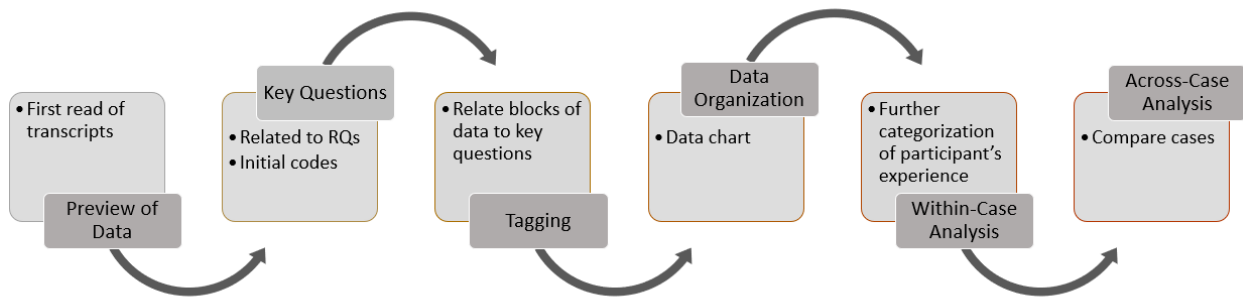 • First read of
transcripts
Preview of
Data
Key Questions
• Related to RQs
• Initial codes
• Relate blocks of
data to key
questions
Tagging
Data
Organization
• Data chart
• Further
categorization
of participant's
experience
Within-Case
Analysis
Across-Case
Analysis
• Compare cases